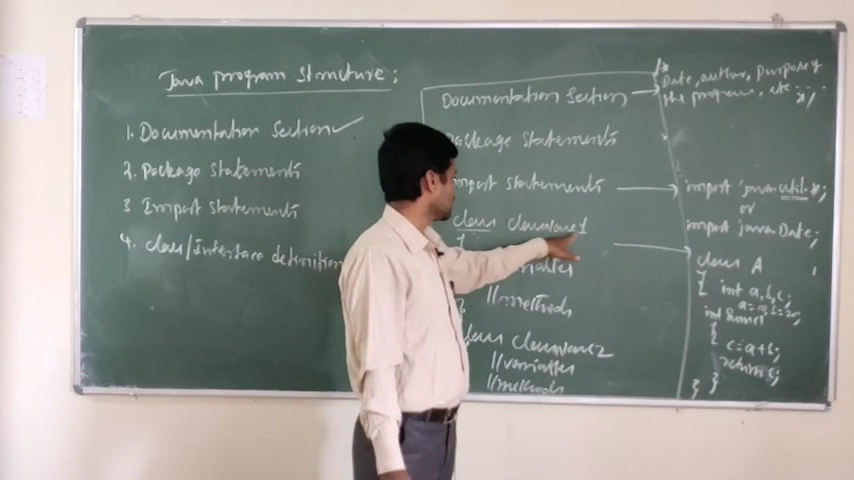 Java program structure:
1. Documentation Section
2. Package Statements
3 Import Statements
4. class/Interface definition
Documentation Section
package Statements
import Statements
class classname1
{
variables
//methods
}
class classname2
//variables
//methods
/*
Date, author, purpose of
the program, etc
*/
import java.util.*;
or
import java.Date;
class A
{ int a,b,c;
a=10,b=20;
{
c=a+b;
return c;
} }